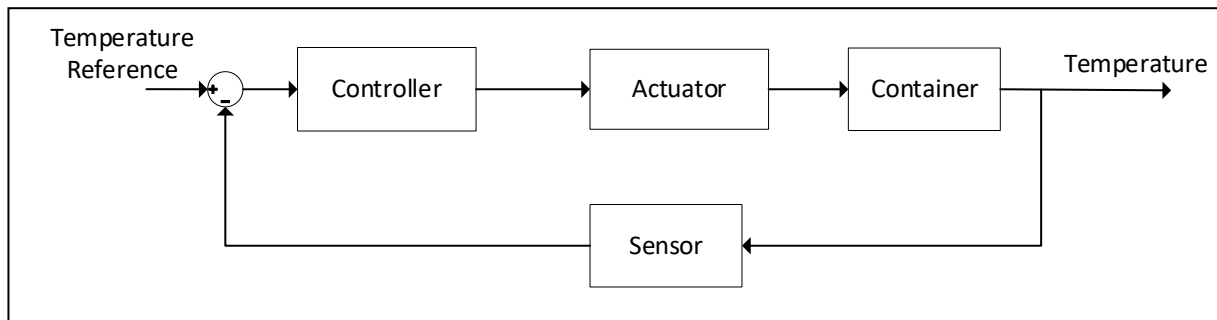 Temperature
Reference
+
-
Controller
Actuator
Container
Temperature
Sensor